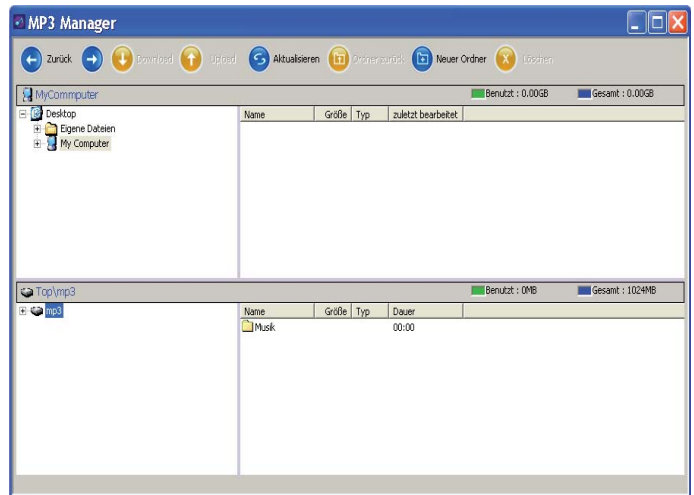 MP3 Manager
Zurück Download Upload Aktualisieren Ordner zurück Neuer Ordner Löschen
MyCommputer Benutzt : 0.00GB Gesamt : 0.00GB
Desktop
Eigene Dateien
My Computer
Name Größe Typ zuletzt bearbeitet
Top\mp3 Benutzt : 0MB Gesamt : 1024MB
mp3
Name Größe Typ Dauer
Musik 00:00